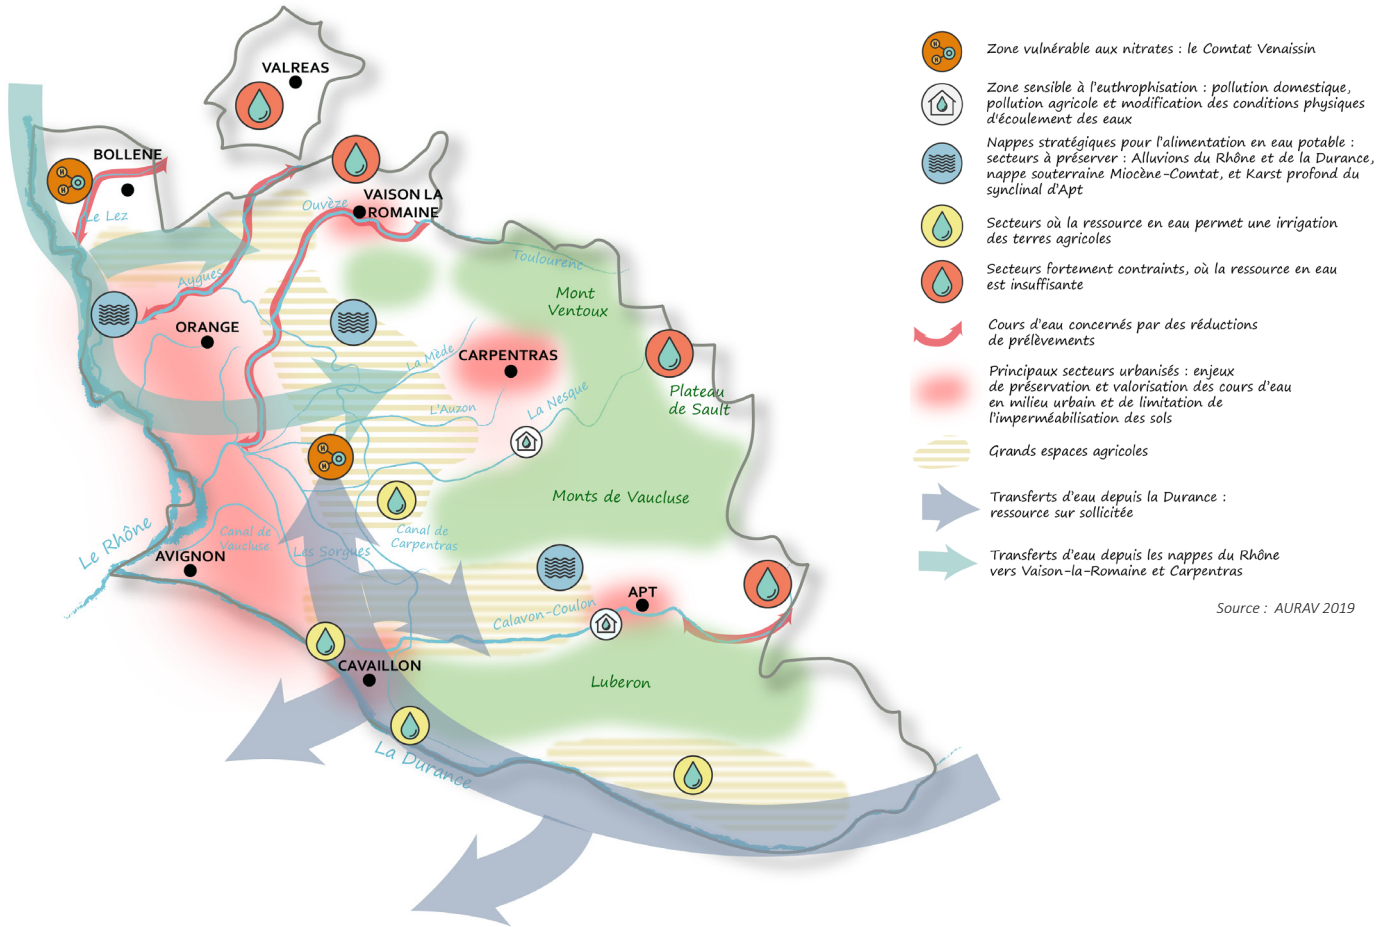 VALREAS
BOLLENE
Le Lez
VAISON LA
ROMAINE
Ouvèze
Toulourenc
Aygues
Mont
Ventoux
ORANGE
La Mède
CARPENTRAS
Plateau
de Sault
L'Auzon
La Nesque
Monts de Vaucluse
Le Rhône
Canal de
Vaucluse
Les Sorgues
Canal de
Carpentras
AVIGNON
APT
Calavon-Coulon
CAVAILLON
Luberon
La Durance
H
H
O
H
H
O
H
H
O
Zone vulnérable aux nitrates : le Comtat Venaissin
Zone sensible à l'euthrophisation : pollution domestique,
pollution agricole et modification des conditions physiques
d'écoulement des eaux
Nappes stratégiques pour l'alimentation en eau potable :
secteurs à préserver : Alluvions du Rhône et de la Durance,
nappe souterraine Miocène-Comtat, et Karst profond du
synclinal d'Apt
Secteurs où la ressource en eau permet une irrigation
des terres agricoles
Secteurs fortement contraints, où la ressource en eau
est insuffisante
Cours d'eau concernés par des réductions
de prélèvements
Principaux secteurs urbanisés : enjeux
de préservation et valorisation des cours d'eau
en milieu urbain et de limitation de
l'imperméabilisation des sols
Grands espaces agricoles
Transferts d'eau depuis la Durance :
ressource sur sollicitée
Transferts d'eau depuis les nappes du Rhône
vers Vaison-la-Romaine et Carpentras
Source : AURAV 2019